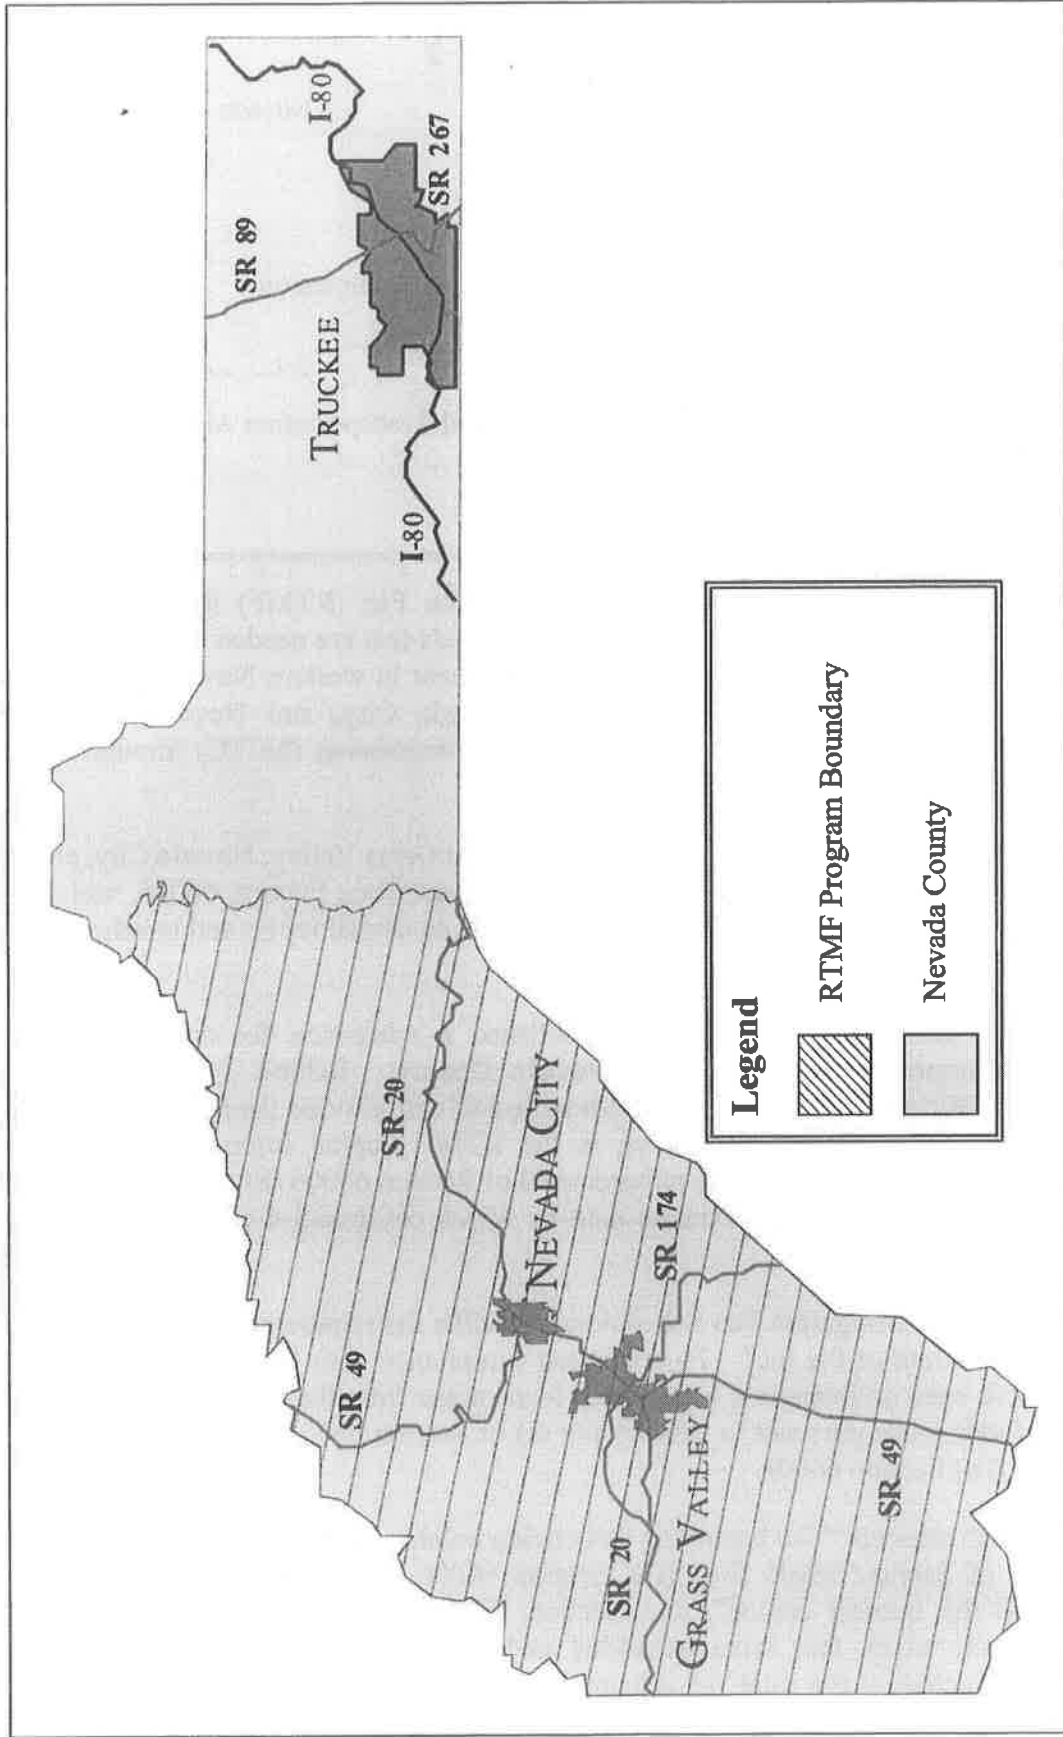 I-80
SR 89
SR 267
TRUCKEE
I-80
SR 20
NEVADA CITY
SR 49
SR 174
SR 20
GRASS VALLEY
SR 49
Legend
RTMF Program Boundary
Nevada County